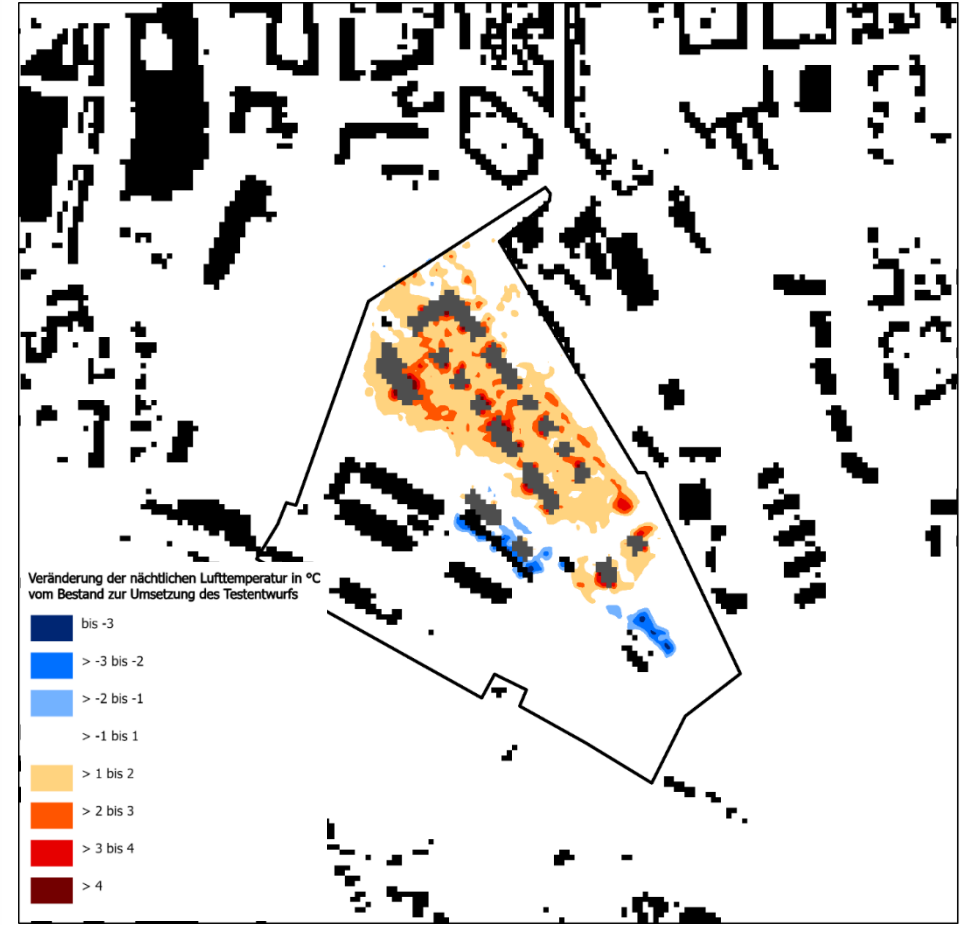 Veränderung der nächtlichen Lufttemperatur in °C
vom Bestand zur Umsetzung des Testentwurfs
bis -3
> -3 bis -2
> -2 bis -1
> -1 bis 1
> 1 bis 2
> 2 bis 3
> 3 bis 4
> 4